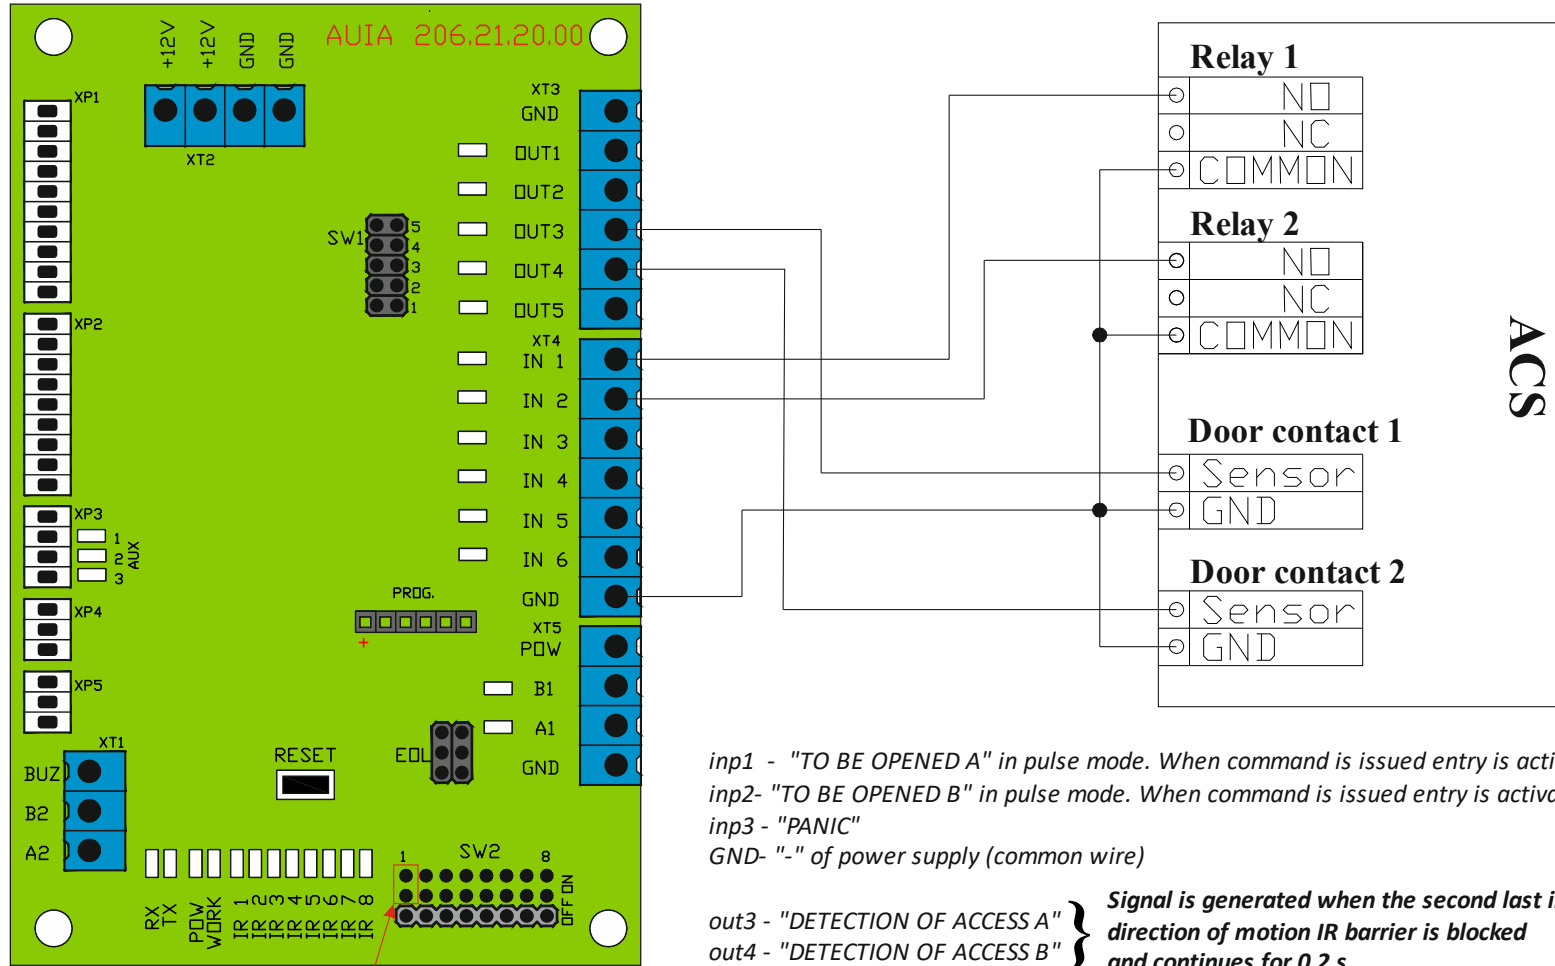 AUIA 206.21.20.00
+12V
+12V
GND
GND
XT2
XP1
XP2
XP3
1
2
3
AUX
XP4
XP5
XT1
BUZ
B2
A2
SW1
5
4
3
2
1
XT3
GND
OUT1
OUT2
OUT3
OUT4
OUT5
XT4
IN 1
IN 2
IN 3
IN 4
IN 5
IN 6
GND
XT5
POW
B1
A1
GND
PROG.
+
RESET
EOL
RX
TX
POW
WORK
IR 1
IR 2
IR 3
IR 4
IR 5
IR 6
IR 7
IR 8
1 SW2 8
ON
OFF
Relay 1
NO
NC
COMMON
Relay 2
NO
NC
COMMON
Door contact 1
Sensor
GND
Door contact 2
Sensor
GND
ACS
inp1 - "TO BE OPENED A" in pulse mode. When command is issued entry is acti
inp2- "TO BE OPENED B" in pulse mode. When command is issued entry is activa
inp3 - "PANIC"
GND- "-" of power supply (common wire)
out3 - "DETECTION OF ACCESS A"
out4 - "DETECTION OF ACCESS B"
}
Signal is generated when the second last i
direction of motion IR barrier is blocked
and continues for 0.2 s